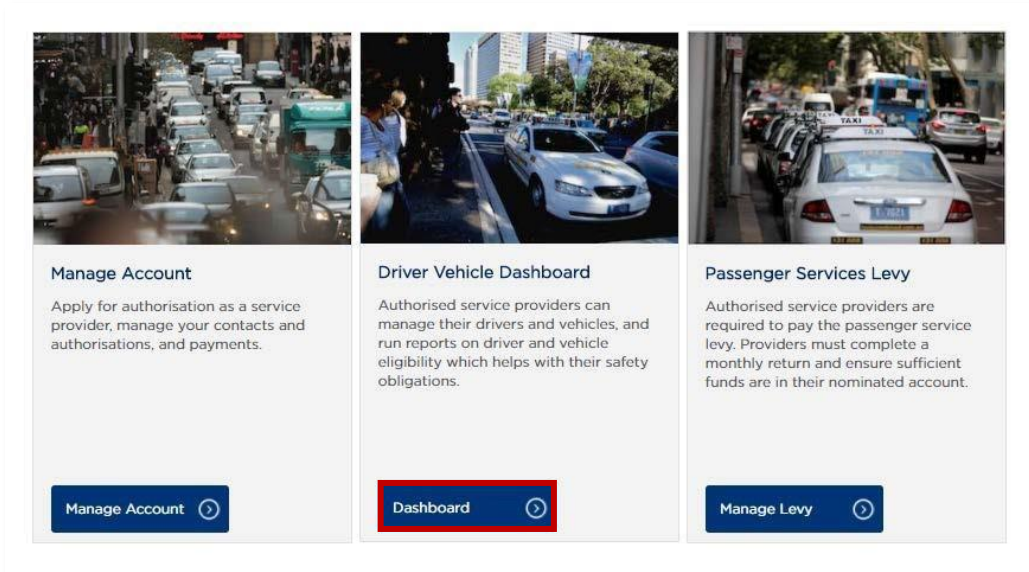 TAXI
TAXI
Manage Account
Apply for authorisation as a service
provider, manage your contacts and
authorisations, and payments.
Manage Account
Driver Vehicle Dashboard
Authorised service providers can
manage their drivers and vehicles, and
run reports on driver and vehicle
eligibility which helps with their safety
obligations.
Dashboard
Passenger Services Levy
Authorised service providers are
required to pay the passenger service
levy. Providers must complete a
monthly return and ensure sufficient
funds are in their nominated account.
Manage Levy